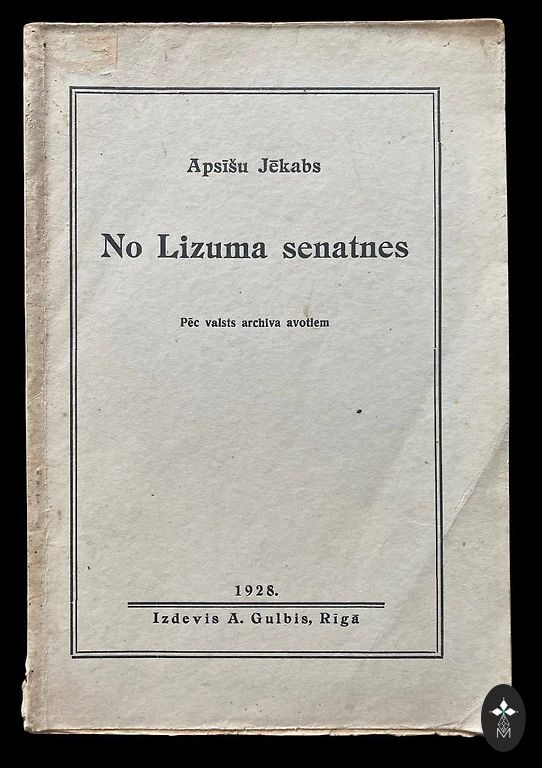 Apsīšu Jēkabs
No Lizuma senatnes
Pēc valsts archiva avotiem
1928.
Izdevis A. Gulbis, Rīgā